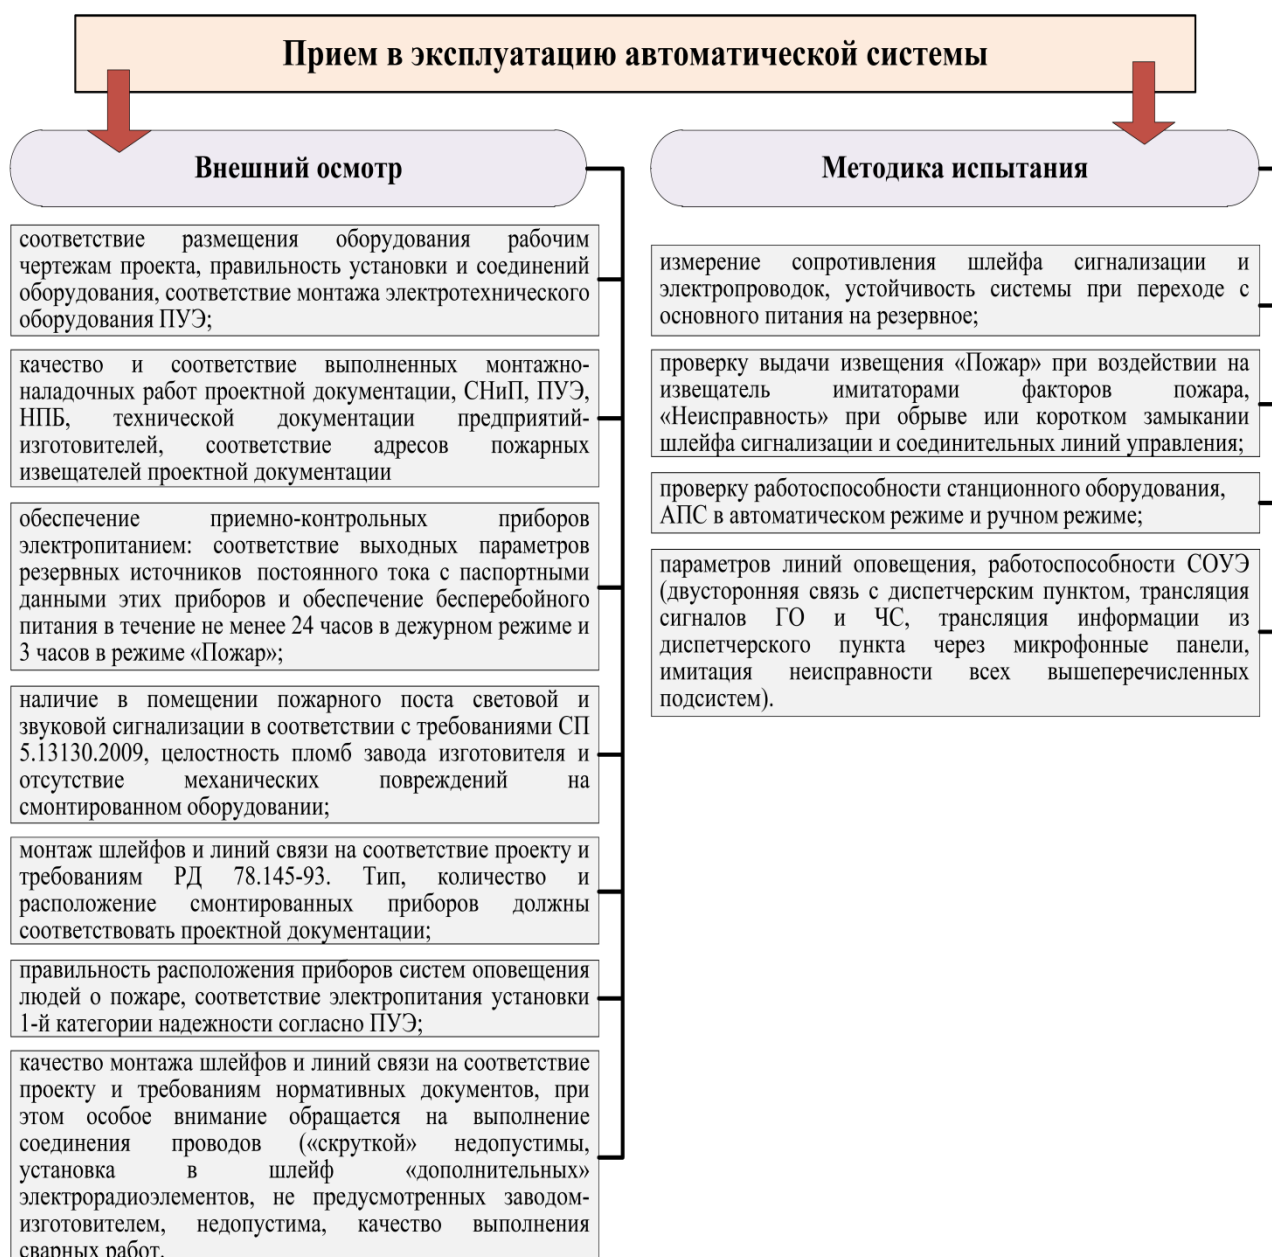 Прием в эксплуатацию автоматической системы
Внешний осмотр
соответствие размещения оборудования рабочим
чертежам проекта, правильность установки и соединений
оборудования, соответствие монтажа электротехнического
оборудования ПУЭ;
качество и соответствие выполненных монтажно-
наладочных работ проектной документации, СНиП, ПУЭ,
НПБ, технической документации предприятий-
изготовителей, соответствие адресов пожарных
извещателей проектной документации
обеспечение приемно-контрольных приборов
электропитанием: соответствие выходных параметров
резервных источников постоянного тока с паспортными
данными этих приборов и обеспечение бесперебойного
питания в течение не менее 24 часов в дежурном режиме и
3 часов в режиме «Пожар»;
наличие в помещении пожарного поста световой и
звуковой сигнализации в соответствии с требованиями СП
5.13130.2009, целостность пломб завода изготовителя и
отсутствие механических повреждений на
смонтированном оборудовании;
монтаж шлейфов и линий связи на соответствие проекту и
требованиям РД 78.145-93. Тип, количество и
расположение смонтированных приборов должны
соответствовать проектной документации;
правильность расположения приборов систем оповещения
людей о пожаре, соответствие электропитания установки
1-й категории надежности согласно ПУЭ;
качество монтажа шлейфов и линий связи на соответствие
проекту и требованиям нормативных документов, при
этом особое внимание обращается на выполнение
соединения проводов («скруткой» недопустимы,
установка в шлейф «дополнительных»
электрорадиоэлементов, не предусмотренных заводом-
изготовителем, недопустима, качество выполнения
сварных работ.
Методика испытания
измерение сопротивления шлейфа сигнализации и
электропроводок, устойчивость системы при переходе с
основного питания на резервное;
проверку выдачи извещения «Пожар» при воздействии на
извещатель имитаторами факторов пожара,
«Неисправность» при обрыве или коротком замыкании
шлейфа сигнализации и соединительных линий управления;
проверку работоспособности станционного оборудования,
АПС в автоматическом режиме и ручном режиме;
параметров линий оповещения, работоспособности СОУЭ
(двусторонняя связь с диспетчерским пунктом, трансляция
сигналов ГО и ЧС, трансляция информации из
диспетчерского пункта через микрофонные панели,
имитация неисправности всех вышеперечисленных
подсистем).